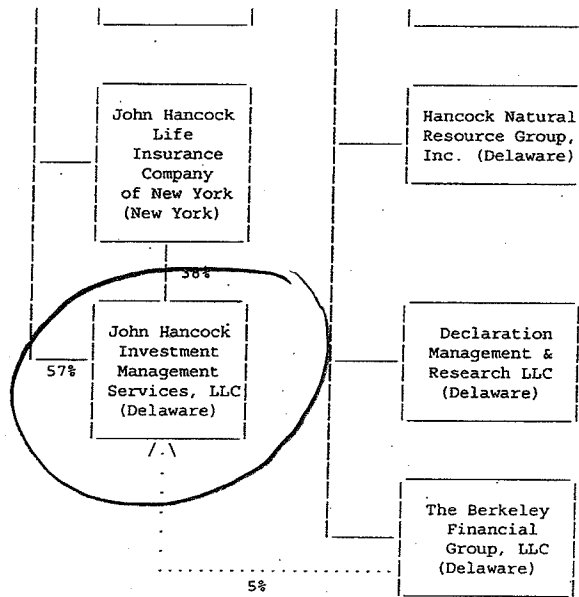 John Hancock
Life
Insurance
Company
of New York
(New York)
Hancock Natural
Resource Group,
Inc. (Delaware)
38%
John Hancock
Investment
Management
Services, LLC
(Delaware)
57%
Declaration
Management &
Research LLC
(Delaware)
The Berkeley
Financial
Group, LLC
(Delaware)
5%